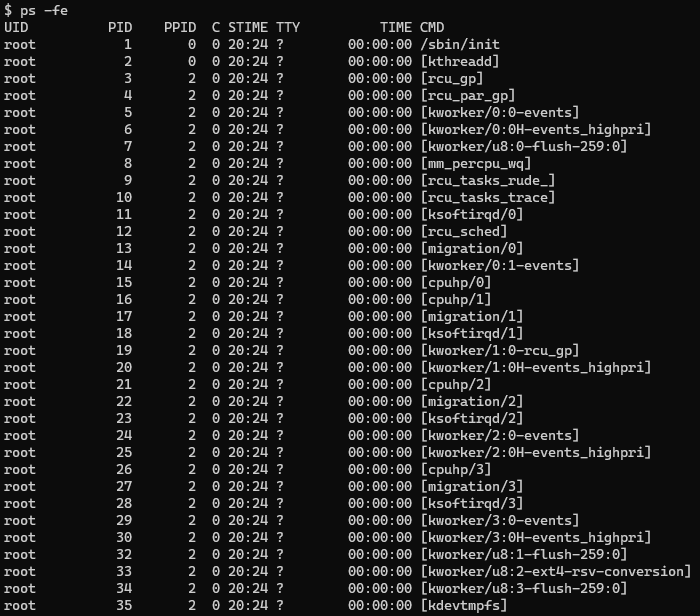 $ ps -fe
UID          PID    PPID  C STIME TTY          TIME CMD
root           1       0  0 20:24 ?        00:00:00 /sbin/init
root           2       0  0 20:24 ?        00:00:00 [kthreadd]
root           3       2  0 20:24 ?        00:00:00 [rcu_gp]
root           4       2  0 20:24 ?        00:00:00 [rcu_par_gp]
root           5       2  0 20:24 ?        00:00:00 [kworker/0:0-events]
root           6       2  0 20:24 ?        00:00:00 [kworker/0:0H-events_highpri]
root           7       2  0 20:24 ?        00:00:00 [kworker/u8:0-flush-259:0]
root           8       2  0 20:24 ?        00:00:00 [mm_percpu_wq]
root           9       2  0 20:24 ?        00:00:00 [rcu_tasks_rude_]
root          10       2  0 20:24 ?        00:00:00 [rcu_tasks_trace]
root          11       2  0 20:24 ?        00:00:00 [ksoftirqd/0]
root          12       2  0 20:24 ?        00:00:00 [rcu_sched]
root          13       2  0 20:24 ?        00:00:00 [migration/0]
root          14       2  0 20:24 ?        00:00:00 [kworker/0:1-events]
root          15       2  0 20:24 ?        00:00:00 [cpuhp/0]
root          16       2  0 20:24 ?        00:00:00 [cpuhp/1]
root          17       2  0 20:24 ?        00:00:00 [migration/1]
root          18       2  0 20:24 ?        00:00:00 [ksoftirqd/1]
root          19       2  0 20:24 ?        00:00:00 [kworker/1:0-rcu_gp]
root          20       2  0 20:24 ?        00:00:00 [kworker/1:0H-events_highpri]
root          21       2  0 20:24 ?        00:00:00 [cpuhp/2]
root          22       2  0 20:24 ?        00:00:00 [migration/2]
root          23       2  0 20:24 ?        00:00:00 [ksoftirqd/2]
root          24       2  0 20:24 ?        00:00:00 [kworker/2:0-events]
root          25       2  0 20:24 ?        00:00:00 [kworker/2:0H-events_highpri]
root          26       2  0 20:24 ?        00:00:00 [cpuhp/3]
root          27       2  0 20:24 ?        00:00:00 [migration/3]
root          28       2  0 20:24 ?        00:00:00 [ksoftirqd/3]
root          29       2  0 20:24 ?        00:00:00 [kworker/3:0-events]
root          30       2  0 20:24 ?        00:00:00 [kworker/3:0H-events_highpri]
root          32       2  0 20:24 ?        00:00:00 [kworker/u8:1-flush-259:0]
root          33       2  0 20:24 ?        00:00:00 [kworker/u8:2-ext4-rsv-conversion]
root          34       2  0 20:24 ?        00:00:00 [kworker/u8:3-flush-259:0]
root          35       2  0 20:24 ?        00:00:00 [kdevtmpfs]